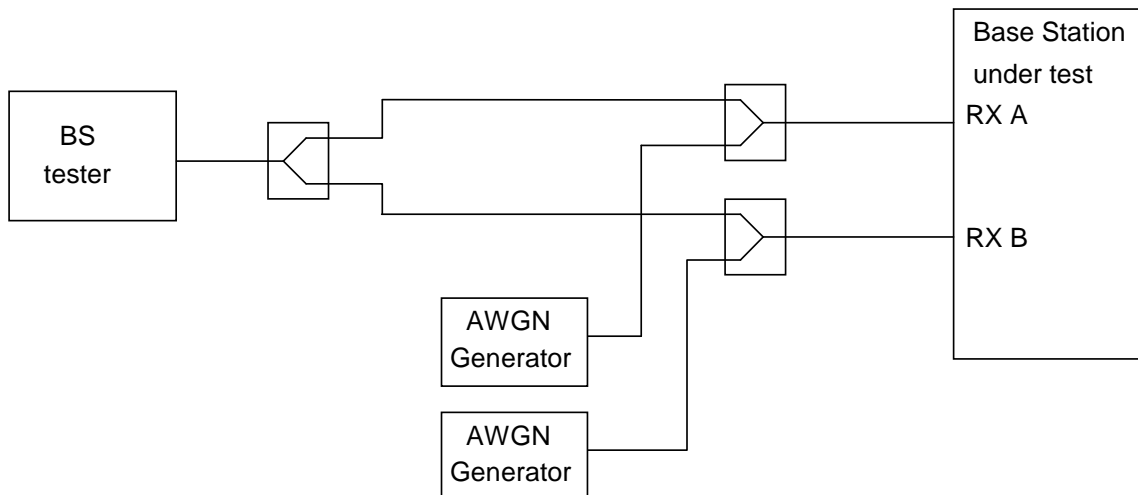 BS
tester
Base Station
under test
RX A
RX B
AWGN
Generator
AWGN
Generator